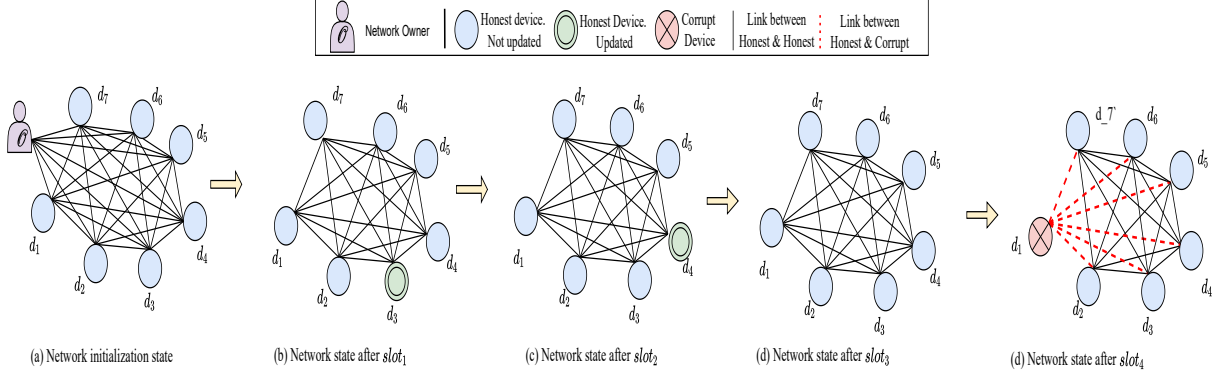 𝒪 Network Owner
Honest device.
Not updated
Honest Device.
Updated
Corrupt
Device
Link between
Honest & Honest
Link between
Honest & Corrupt
𝒪
d₇
d₆
d₅
d₁
d₂
d₃
d₄
(a) Network initialization state
d₇
d₆
d₅
d₁
d₂
d₃
d₄
(b) Network state after slot₁
d₇
d₆
d₅
d₁
d₂
d₃
d₄
(c) Network state after slot₂
d₇
d₆
d₅
d₁
d₂
d₃
d₄
(d) Network state after slot₃
d_7`
d₆
d₅
d₁
d₂
d₃
d₄
(d) Network state after slot₄